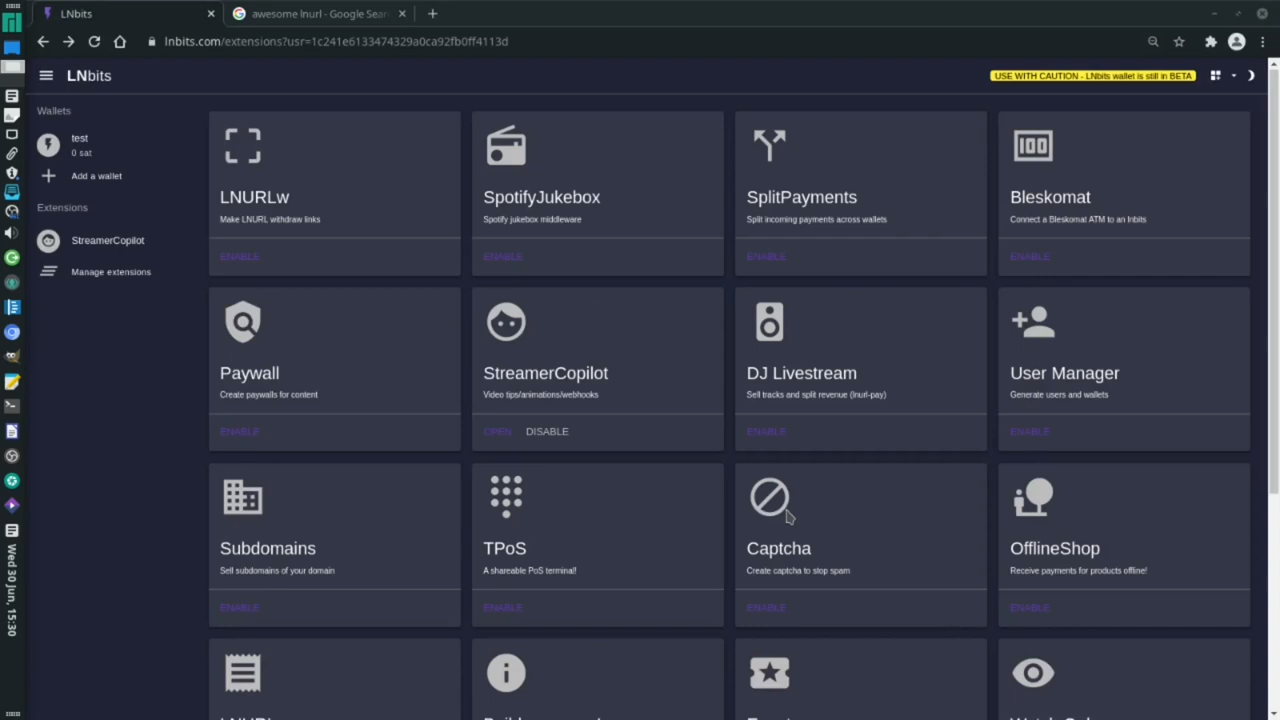 LNbits
awesome lnurl - Google Sear
lnbits.com/extensions?usr=1c241e6133474329a0ca92fb0ff4113d
LNbits
USE WITH CAUTION - LNbits wallet is still in BETA
Wallets
test
0 sat
Add a wallet
Extensions
StreamerCopilot
Manage extensions
LNURLw
Make LNURL withdraw links
ENABLE
SpotifyJukebox
Spotify jukebox middleware
ENABLE
SplitPayments
Split incoming payments across wallets
ENABLE
Bleskomat
Connect a Bleskomat ATM to an lnbits
ENABLE
Paywall
Create paywalls for content
ENABLE
StreamerCopilot
Video tips/animations/webhooks
OPEN DISABLE
DJ Livestream
Sell tracks and split revenue (lnurl-pay)
ENABLE
User Manager
Generate users and wallets
ENABLE
Subdomains
Sell subdomains of your domain
ENABLE
TPoS
A shareable PoS terminal!
ENABLE
Captcha
Create captcha to stop spam
ENABLE
OfflineShop
Receive payments for products offline!
ENABLE
Wed 30 Jun, 15:30